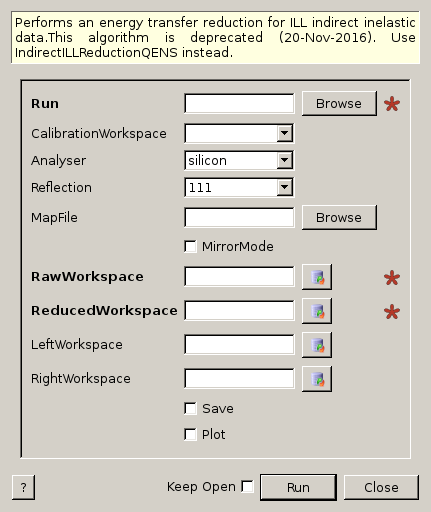 Performs an energy transfer reduction for ILL indirect inelastic
data.This algorithm is deprecated (20-Nov-2016). Use
IndirectILLReductionQENS instead.
Run Browse
CalibrationWorkspace
Analyser silicon
Reflection 111
MapFile Browse
MirrorMode
RawWorkspace
ReducedWorkspace
LeftWorkspace
RightWorkspace
Save
Plot
? Keep Open Run Close